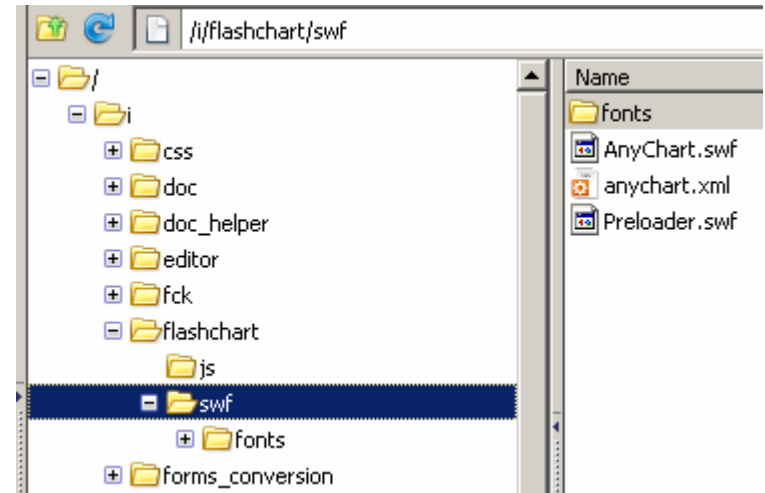 /i/flashchart/swf
/
i
css
doc
doc_helper
editor
fck
flashchart
js
swf
fonts
forms_conversion
Name
fonts
AnyChart.swf
anychart.xml
Preloader.swf